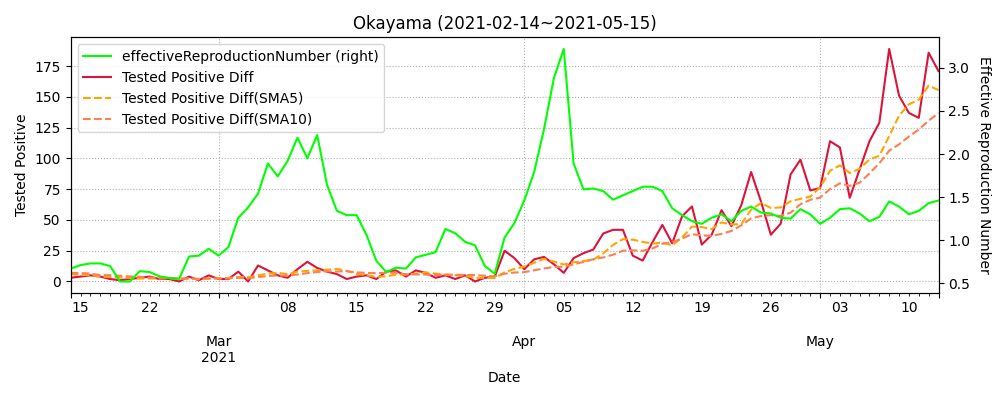 Okayama (2021-02-14~2021-05-15)
effectiveReproductionNumber (right)
Tested Positive Diff
Tested Positive Diff(SMA5)
Tested Positive Diff(SMA10)
Tested Positive
175
150
125
100
75
50
25
0
Effective Reproduction Number
3.0
2.5
2.0
1.5
1.0
0.5
15 22 08 15 22 29 05 12 19 26 03 10
Mar Apr May
2021
Date